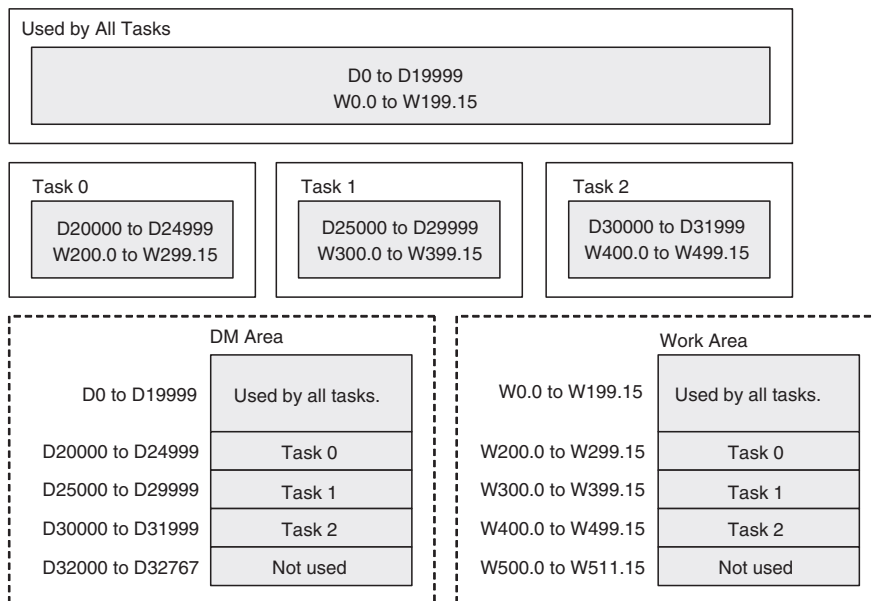 Used by All Tasks
D0 to D19999
W0.0 to W199.15
Task 0
D20000 to D24999
W200.0 to W299.15
Task 1
D25000 to D29999
W300.0 to W399.15
Task 2
D30000 to D31999
W400.0 to W499.15
DM Area
D0 to D19999 Used by all tasks.
D20000 to D24999 Task 0
D25000 to D29999 Task 1
D30000 to D31999 Task 2
D32000 to D32767 Not used
Work Area
W0.0 to W199.15 Used by all tasks.
W200.0 to W299.15 Task 0
W300.0 to W399.15 Task 1
W400.0 to W499.15 Task 2
W500.0 to W511.15 Not used